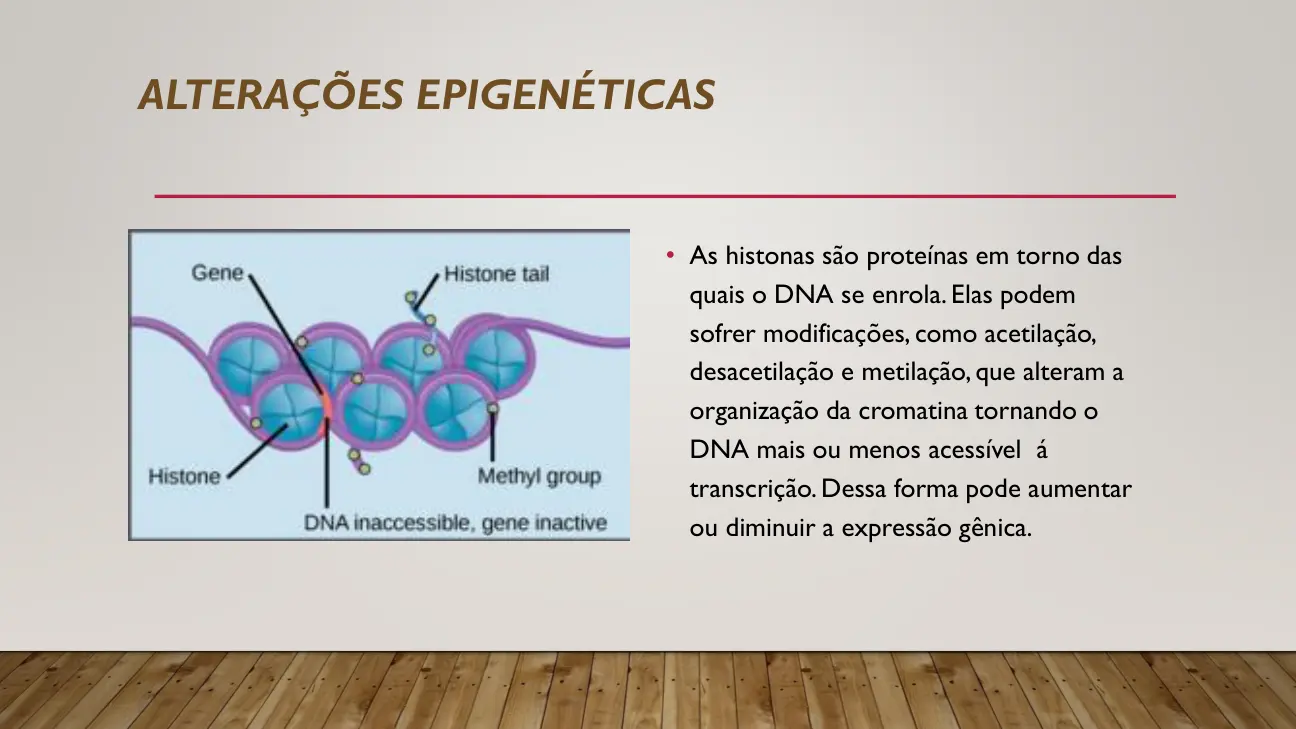 ALTERAÇÕES EPIGENÉTICAS
Gene
Histone tail
Histone
Methyl group
DNA inaccessible, gene inactive
• As histonas são proteínas em torno das
quais o DNA se enrola. Elas podem
sofrer modificações, como acetilação,
desacetilação e metilação, que alteram a
organização da cromatina tornando o
DNA mais ou menos acessível  á
transcrição. Dessa forma pode aumentar
ou diminuir a expressão gênica.